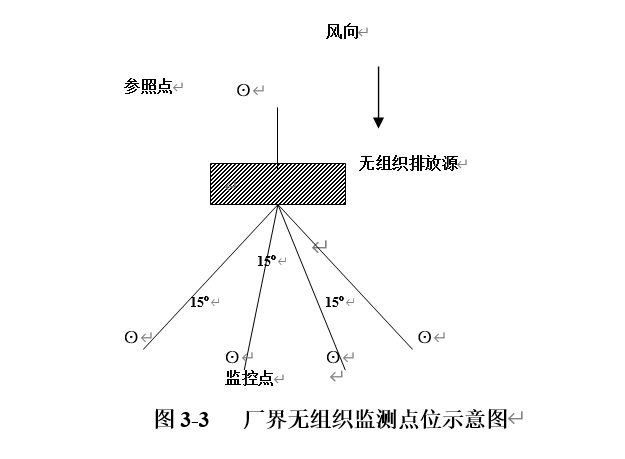 风向
参照点
无组织排放源
15º
15º
15º
监控点
图 3-3 厂界无组织监测点位示意图